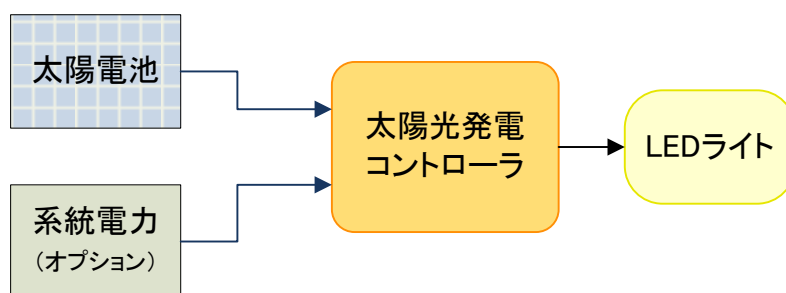 太陽電池
太陽光発電
コントローラ
LEDライト
系統電力
（オプション）